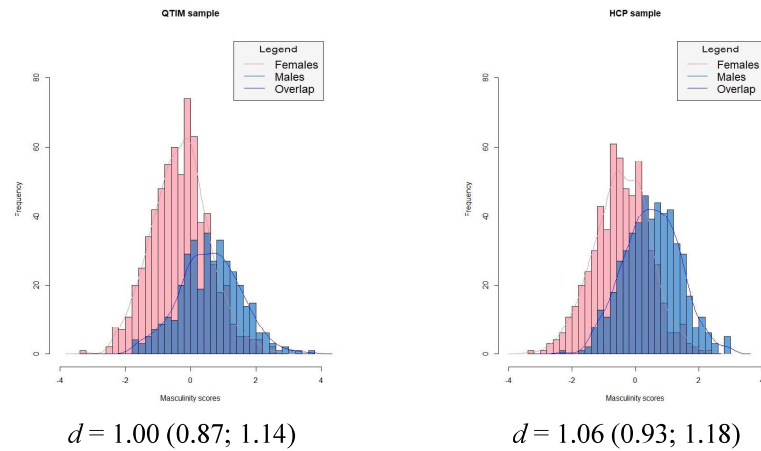 QTIM sample
Legend
Females
Males
Overlap
80
60
40
20
0
Frequency
-4
-2
0
2
4
Masculinity scores
d = 1.00 (0.87; 1.14)
HCP sample
Legend
Females
Males
Overlap
80
60
40
20
0
Frequency
-4
-2
0
2
4
Masculinity scores
d = 1.06 (0.93; 1.18)